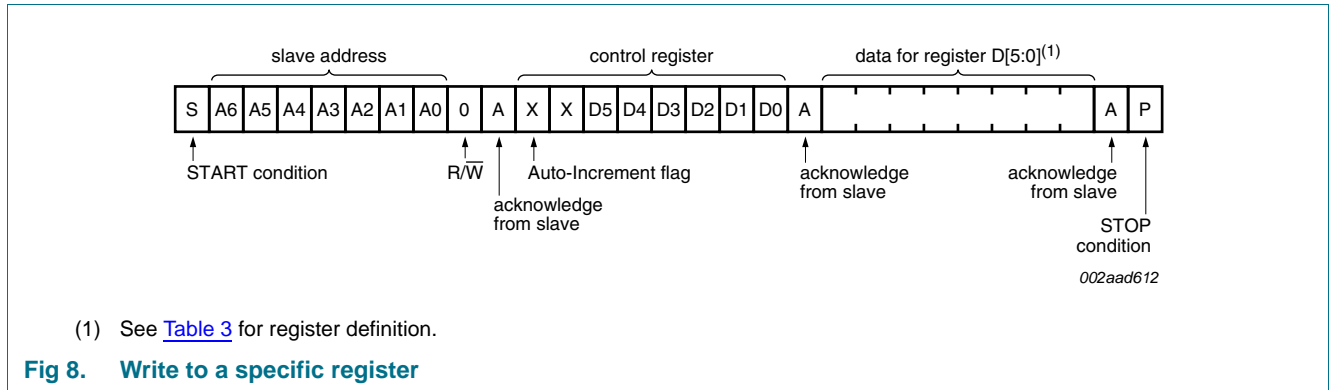 slave address control register data for register D[5:0](1)
S A6 A5 A4 A3 A2 A1 A0 0 A X X D5 D4 D3 D2 D1 D0 A A P
START condition R/W̅ Auto-Increment flag acknowledge from slave acknowledge from slave
acknowledge from slave
STOP condition
002aad612
(1) See Table 3 for register definition.
Fig 8. Write to a specific register